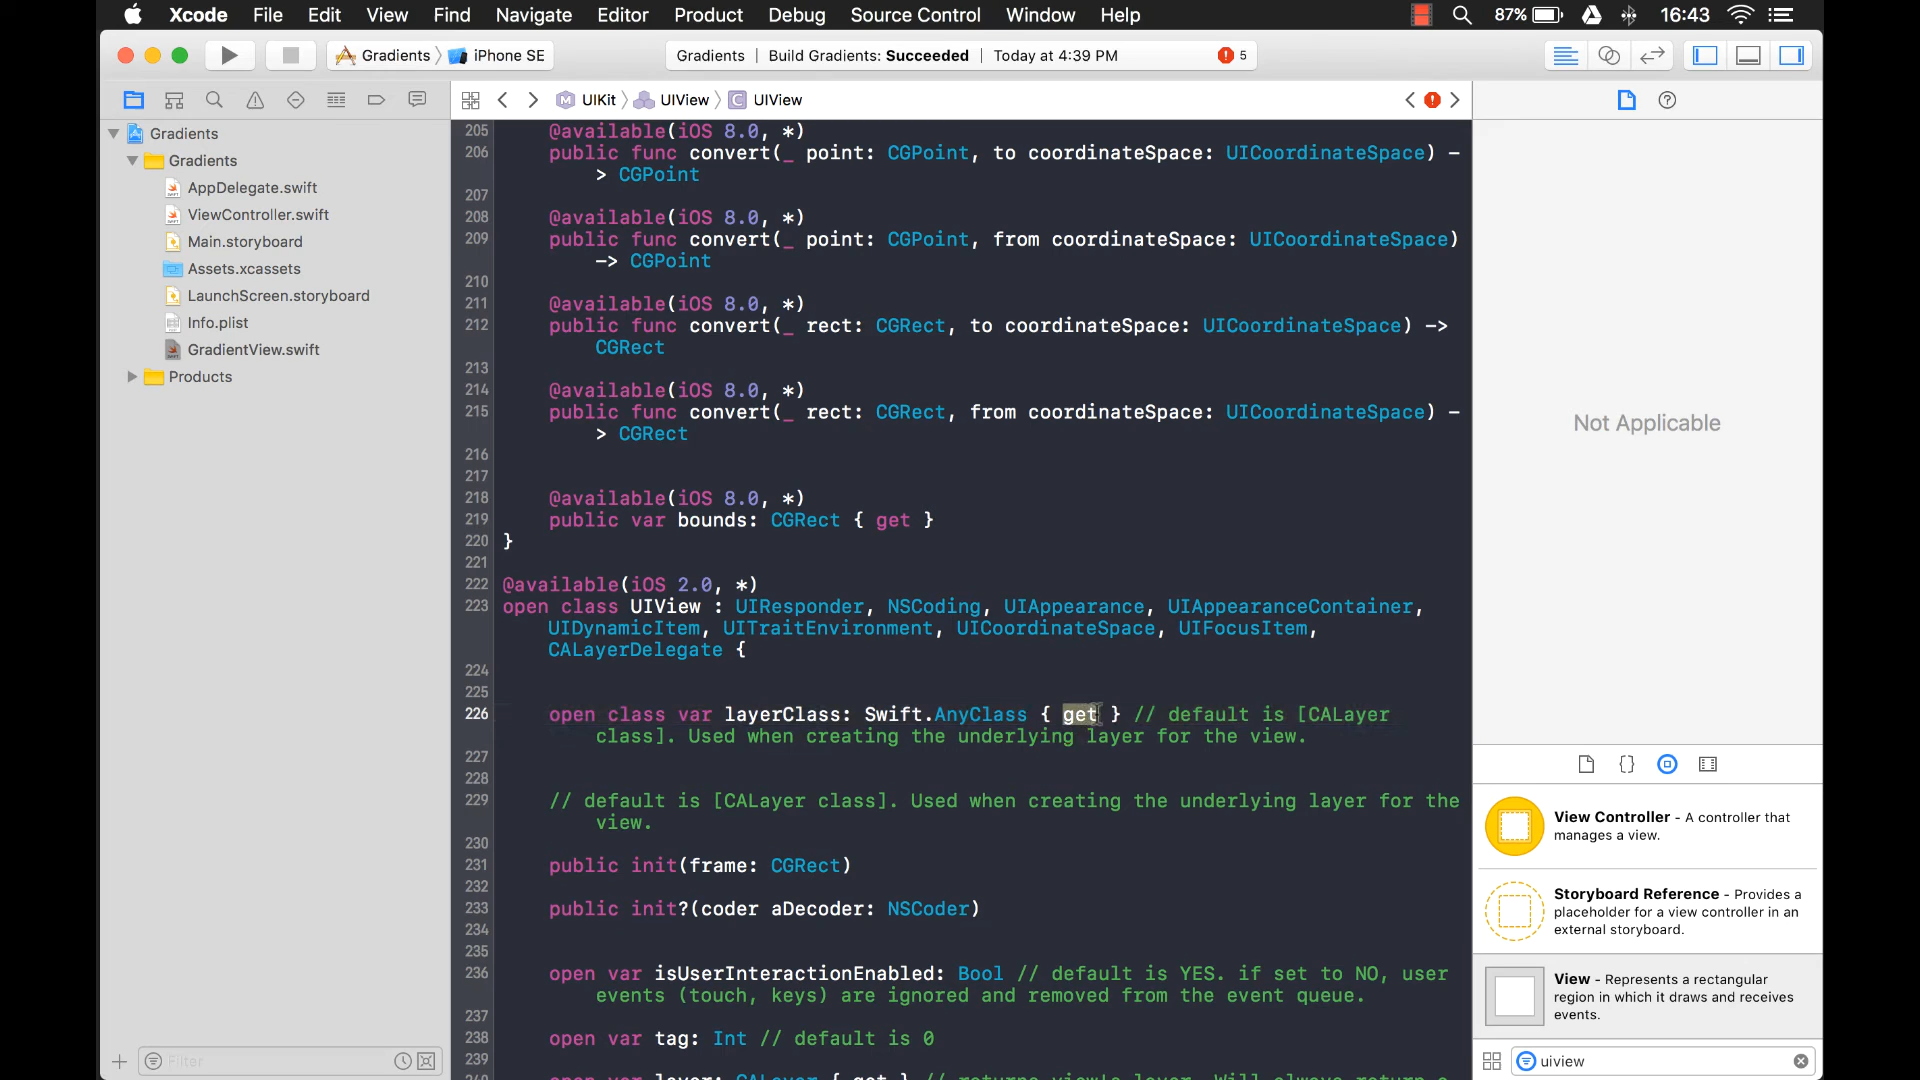 Xcode File Edit View Find Navigate Editor Product Debug Source Control Window Help 87% 16:43
Gradients iPhone SE
Gradients | Build Gradients: Succeeded | Today at 4:39 PM 5
UIKit UIView UIView
Gradients
Gradients
AppDelegate.swift
ViewController.swift
Main.storyboard
Assets.xcassets
LaunchScreen.storyboard
Info.plist
GradientView.swift
Products
Filter
205 @available(iOS 8.0, *)
206 public func convert(_ point: CGPoint, to coordinateSpace: UICoordinateSpace) -
> CGPoint
207
208 @available(iOS 8.0, *)
209 public func convert(_ point: CGPoint, from coordinateSpace: UICoordinateSpace)
-> CGPoint
210
211 @available(iOS 8.0, *)
212 public func convert(_ rect: CGRect, to coordinateSpace: UICoordinateSpace) ->
CGRect
213
214 @available(iOS 8.0, *)
215 public func convert(_ rect: CGRect, from coordinateSpace: UICoordinateSpace) -
> CGRect
216
217
218 @available(iOS 8.0, *)
219 public var bounds: CGRect { get }
220 }
221
222 @available(iOS 2.0, *)
223 open class UIView : UIResponder, NSCoding, UIAppearance, UIAppearanceContainer,
UIDynamicItem, UITraitEnvironment, UICoordinateSpace, UIFocusItem,
CALayerDelegate {
224
225
226 open class var layerClass: Swift.AnyClass { get } // default is [CALayer
class]. Used when creating the underlying layer for the view.
227
228
229 // default is [CALayer class]. Used when creating the underlying layer for the
view.
230
231 public init(frame: CGRect)
232
233 public init?(coder aDecoder: NSCoder)
234
235
236 open var isUserInteractionEnabled: Bool // default is YES. if set to NO, user
events (touch, keys) are ignored and removed from the event queue.
237
238 open var tag: Int // default is 0
239
240 open var layer: CALayer { get } // returns view's layer. Will always return a
Not Applicable
{}
View Controller - A controller that
manages a view.
Storyboard Reference - Provides a
placeholder for a view controller in an
external storyboard.
View - Represents a rectangular
region in which it draws and receives
events.
uiview